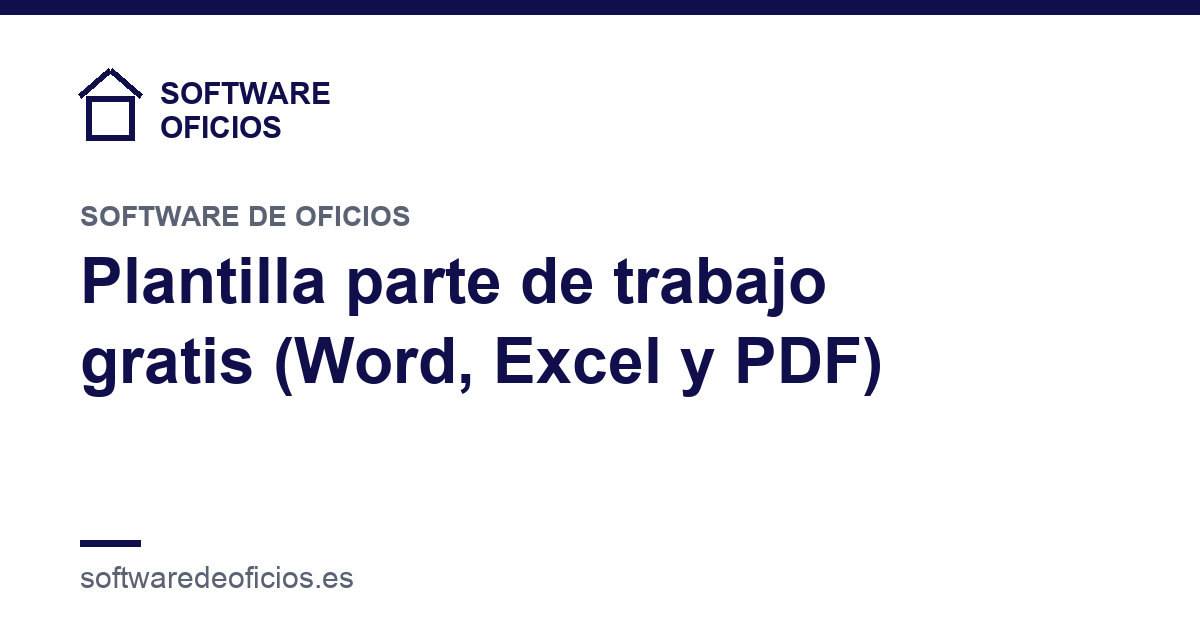 SOFTWARE
OFICIOS
SOFTWARE DE OFICIOS
Plantilla parte de trabajo
gratis (Word, Excel y PDF)
softwaredeoficios.es